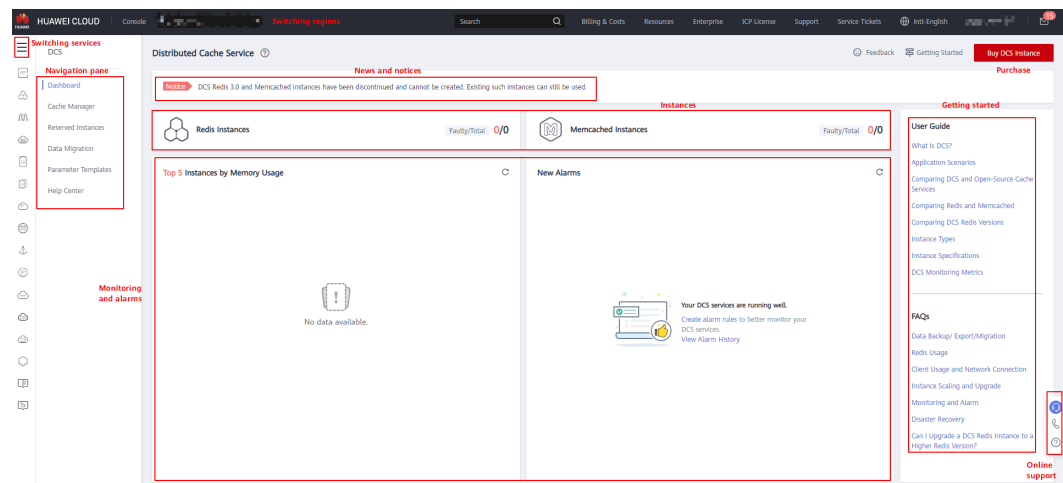 HUAWEI
HUAWEI CLOUD
Console
Switching regions
Search
Billing & Costs
Resources
Enterprise
ICP License
Support
Service Tickets
Intl-English
15
Switching services
DCS
Distributed Cache Service
Feedback
Getting Started
Buy DCS Instance
Purchase
Navigation pane
Dashboard
Cache Manager
Reserved Instances
Data Migration
Parameter Templates
Help Center
News and notices
Notice
DCS Redis 3.0 and Memcached instances have been discontinued and cannot be created. Existing such instances can still be used.
Instances
Redis Instances
Faulty/Total 0/0
Memcached Instances
Faulty/Total 0/0
Monitoring
and alarms
Top 5 Instances by Memory Usage
No data available.
New Alarms
Your DCS services are running well.
Create alarm rules to better monitor your
DCS services.
View Alarm History
Getting started
User Guide
What Is DCS?
Application Scenarios
Comparing DCS and Open-Source Cache
Services
Comparing Redis and Memcached
Comparing DCS Redis Versions
Instance Types
Instance Specifications
DCS Monitoring Metrics
FAQs
Data Backup/ Export/Migration
Redis Usage
Client Usage and Network Connection
Instance Scaling and Upgrade
Monitoring and Alarm
Disaster Recovery
Can I Upgrade a DCS Redis Instance to a
Higher Redis Version?
Online
support